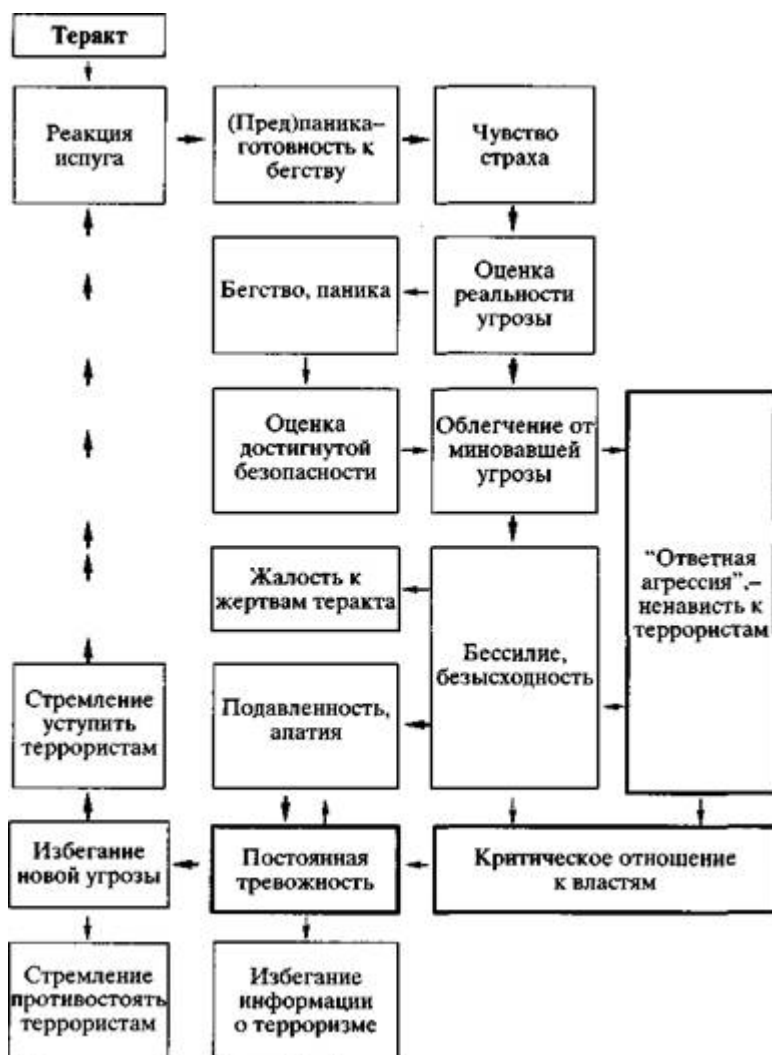 Теракт
Реакция
испуга
(Пред)паника–
готовность к
бегству
Чувство
страха
Бегство, паника
Оценка
реальности
угрозы
Оценка
достигнутой
безопасности
Облегчение от
миновавшей
угрозы
"Ответная
агрессия",–
ненависть к
террористам
Жалость к
жертвам теракта
Бессилие,
безысходность
Стремление
уступить
террористам
Подавленность,
апатия
Избегание
новой угрозы
Постоянная
тревожность
Критическое отношение
к властям
Стремление
противостоять
террористам
Избегание
информации
о терроризме